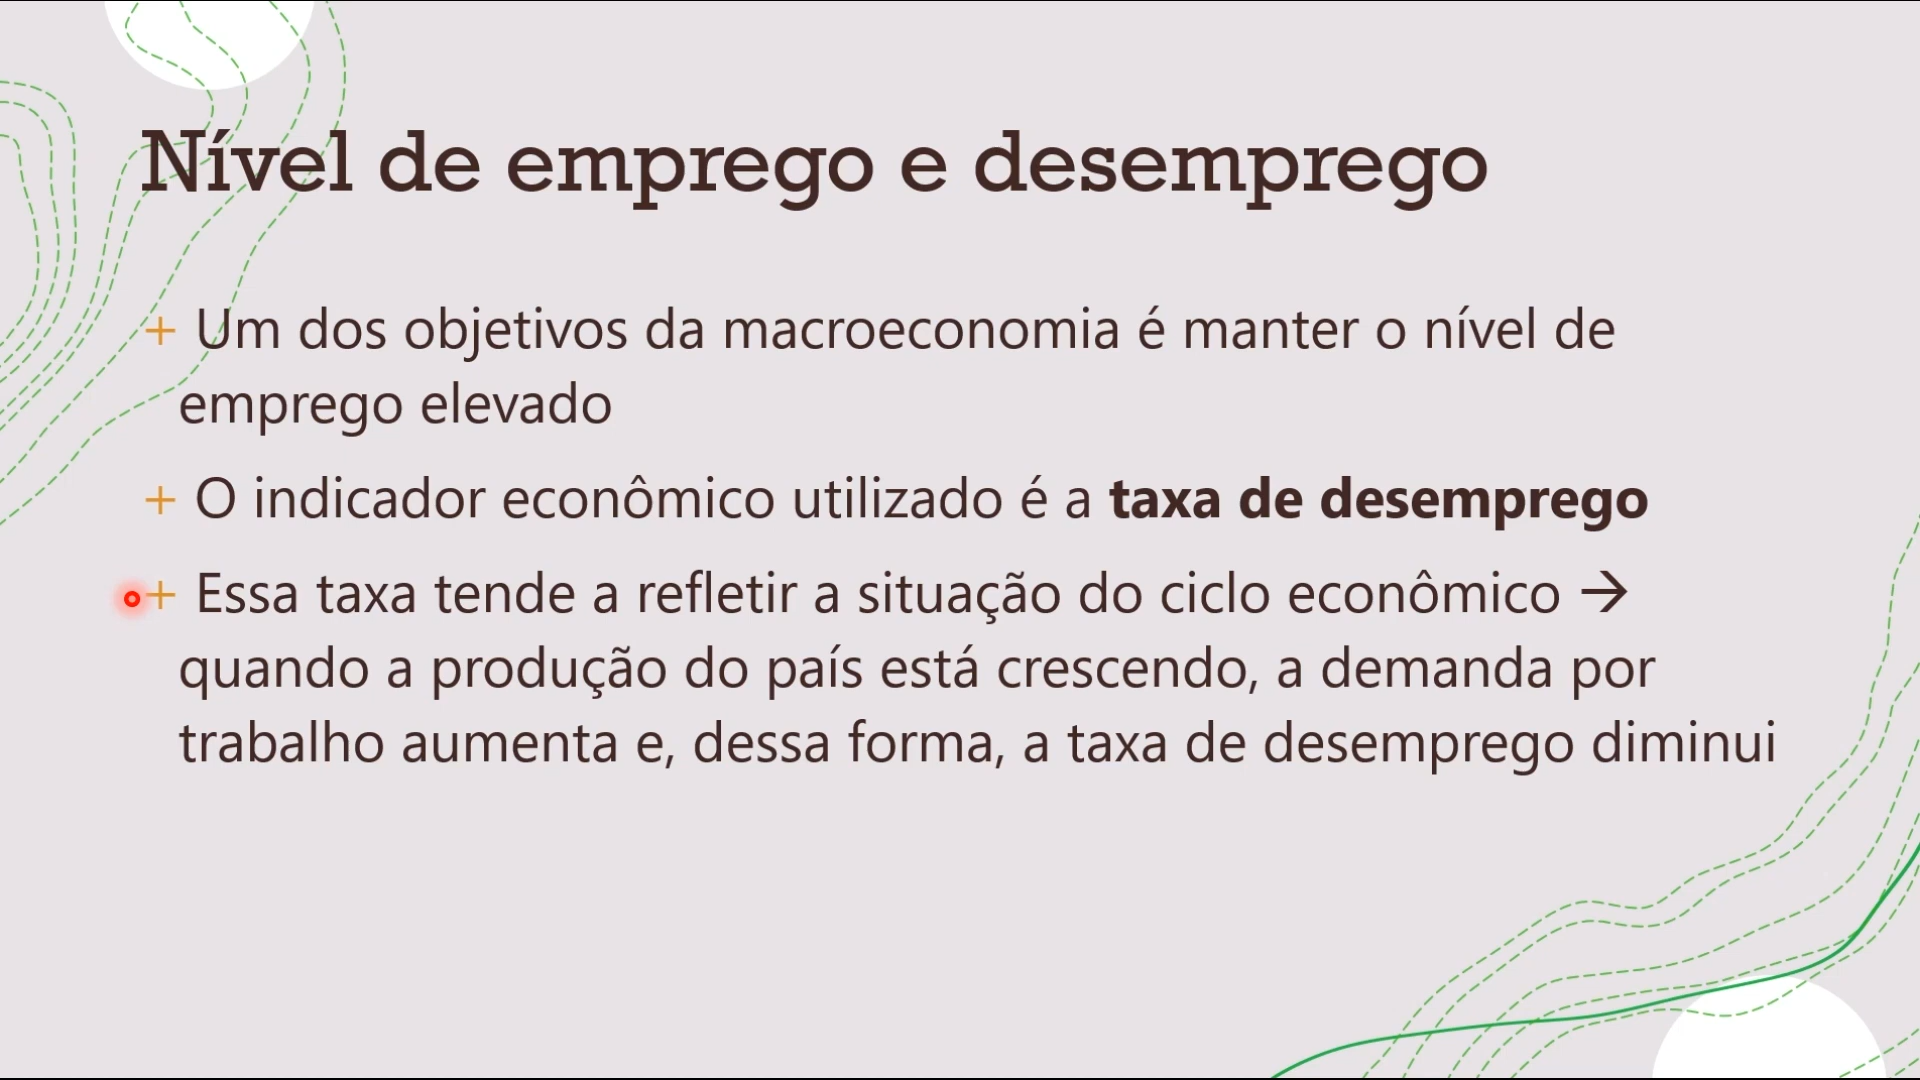 Nível de emprego e desemprego
+ Um dos objetivos da macroeconomia é manter o nível de
emprego elevado
+ O indicador econômico utilizado é a taxa de desemprego
+ Essa taxa tende a refletir a situação do ciclo econômico →
quando a produção do país está crescendo, a demanda por
trabalho aumenta e, dessa forma, a taxa de desemprego diminui